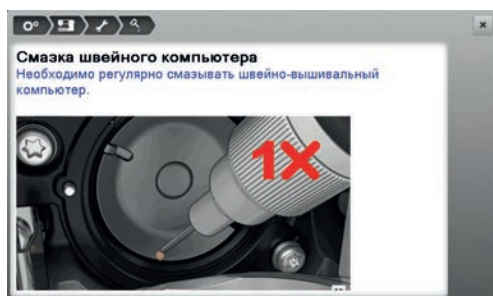 Смазка швейного компьютера
Необходимо регулярно смазывать швейно-вышивальный
компьютер.
1X